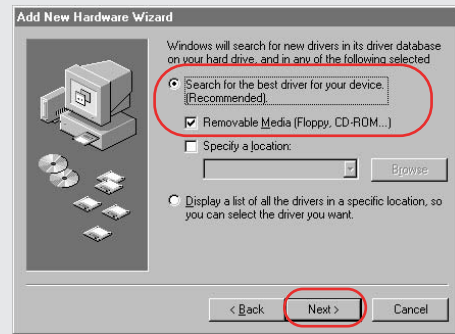 Add New Hardware Wizard
Windows will search for new drivers in its driver database
on your hard drive, and in any of the following selected
Search for the best driver for your device.
(Recommended).
Removable Media (Floppy, CD-ROM...)
Specify a location:
Browse
Display a list of all the drivers in a specific location, so
you can select the driver you want.
< Back
Next >
Cancel